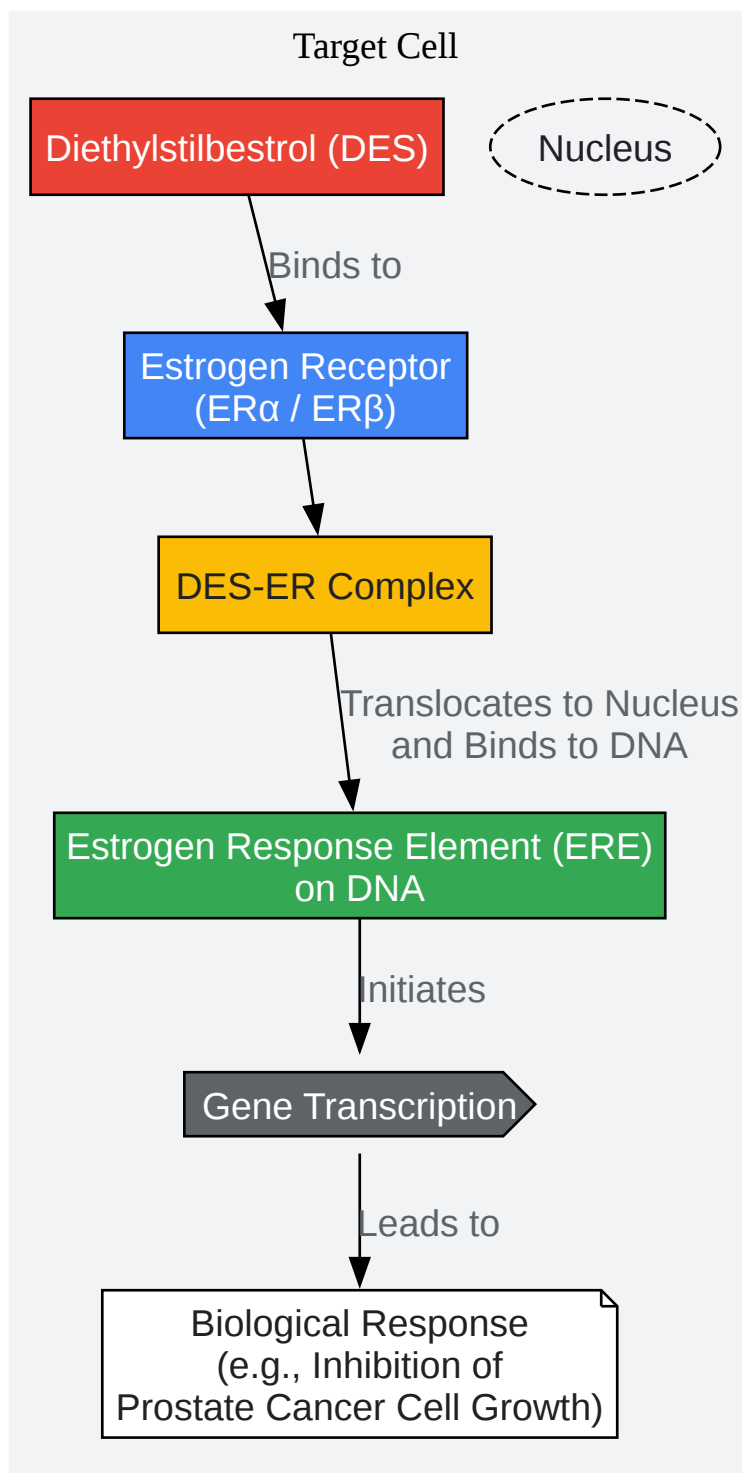 Target Cell
Diethylstilbestrol (DES)
Nucleus
Binds to
Estrogen Receptor
(ERα / ERβ)
DES-ER Complex
Translocates to Nucleus
and Binds to DNA
Estrogen Response Element (ERE)
on DNA
Initiates
Gene Transcription
Leads to
Biological Response
(e.g., Inhibition of
Prostate Cancer Cell Growth)